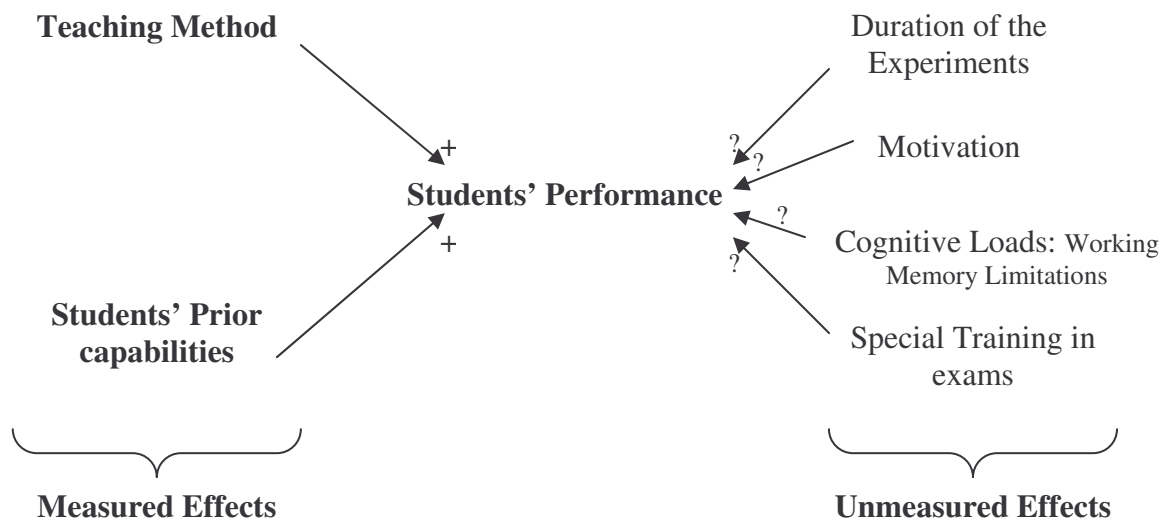 Teaching Method
+
Students' Prior
capabilities
+
Measured Effects
Students' Performance
Duration of the
Experiments
?
Motivation
?
Cognitive Loads: Working
Memory Limitations
?
Special Training in
exams
?
Unmeasured Effects